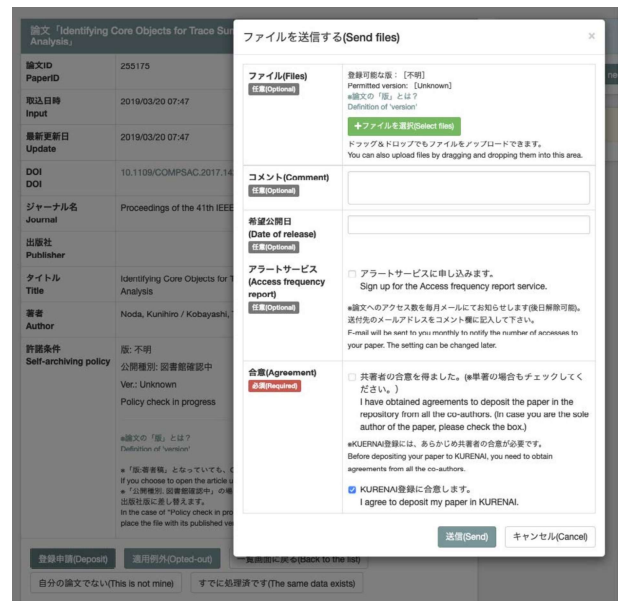 論文「Identifying Core Objects for Trace Sur
Analysis」
論文ID
PaperID
255175
取込日時
Input
2019/03/20 07:47
最新更新日
Update
2019/03/20 07:47
DOI
DOI
10.1109/COMPSAC.2017.14
ジャーナル名
Journal
Proceedings of the 41th IEEE
出版社
Publisher
タイトル
Title
Identifying Core Objects for T
Analysis
著者
Author
Noda, Kunihiro / Kobayashi,
許諾条件
Self-archiving policy
版: 不明
公開種別: 図書館確認中
Ver.: Unknown
Policy check in progress
※論文の「版」とは？
Definition of 'version'
※「版:著者稿」となっていても、
If you choose to open the article u
※「公開種別: 図書館確認中」の場
出版社版に差し替えます。
In the case of "Policy check in pro
place the file with its published ve
登録申請(Deposit)
適用例外(Opted-out)
一覧画面に戻る(Back to the list)
自分の論文でない(This is not mine)
すでに処理済です(The same data exists)
ファイルを送信する(Send files)
×
ファイル(Files)
任意(Optional)
登録可能な版：［不明］
Permitted version: [Unknown]
※論文の「版」とは？
Definition of 'version'
+ファイルを選択(Select files)
ドラッグ＆ドロップでもファイルをアップロードできます。
You can also upload files by dragging and dropping them into this area.
コメント(Comment)
任意(Optional)
希望公開日
(Date of release)
任意(Optional)
アラートサービス
(Access frequency
report)
任意(Optional)
アラートサービスに申し込みます。
Sign up for the Access frequency report service.
※論文へのアクセス数を毎月メールにてお知らせします(後日解除可能)。
送付先のメールアドレスをコメント欄に記入して下さい。
E-mail will be sent to you monthly to notify the number of accesses to
your paper. The setting can be changed later.
合意(Agreement)
必須(Required)
共著者の合意を得ました。(※単著の場合もチェックしてく
ださい。)
I have obtained agreements to deposit the paper in the
repository from all the co-authors. (In case you are the sole
author of the paper, please check the box.)
※KUERNAI登録には、あらかじめ共著者の合意が必要です。
Before depositing your paper to KURENAI, you need to obtain
agreements from all the co-authors.
KURENAI登録に合意します。
I agree to deposit my paper in KURENAI.
送信(Send)
キャンセル(Cancel)